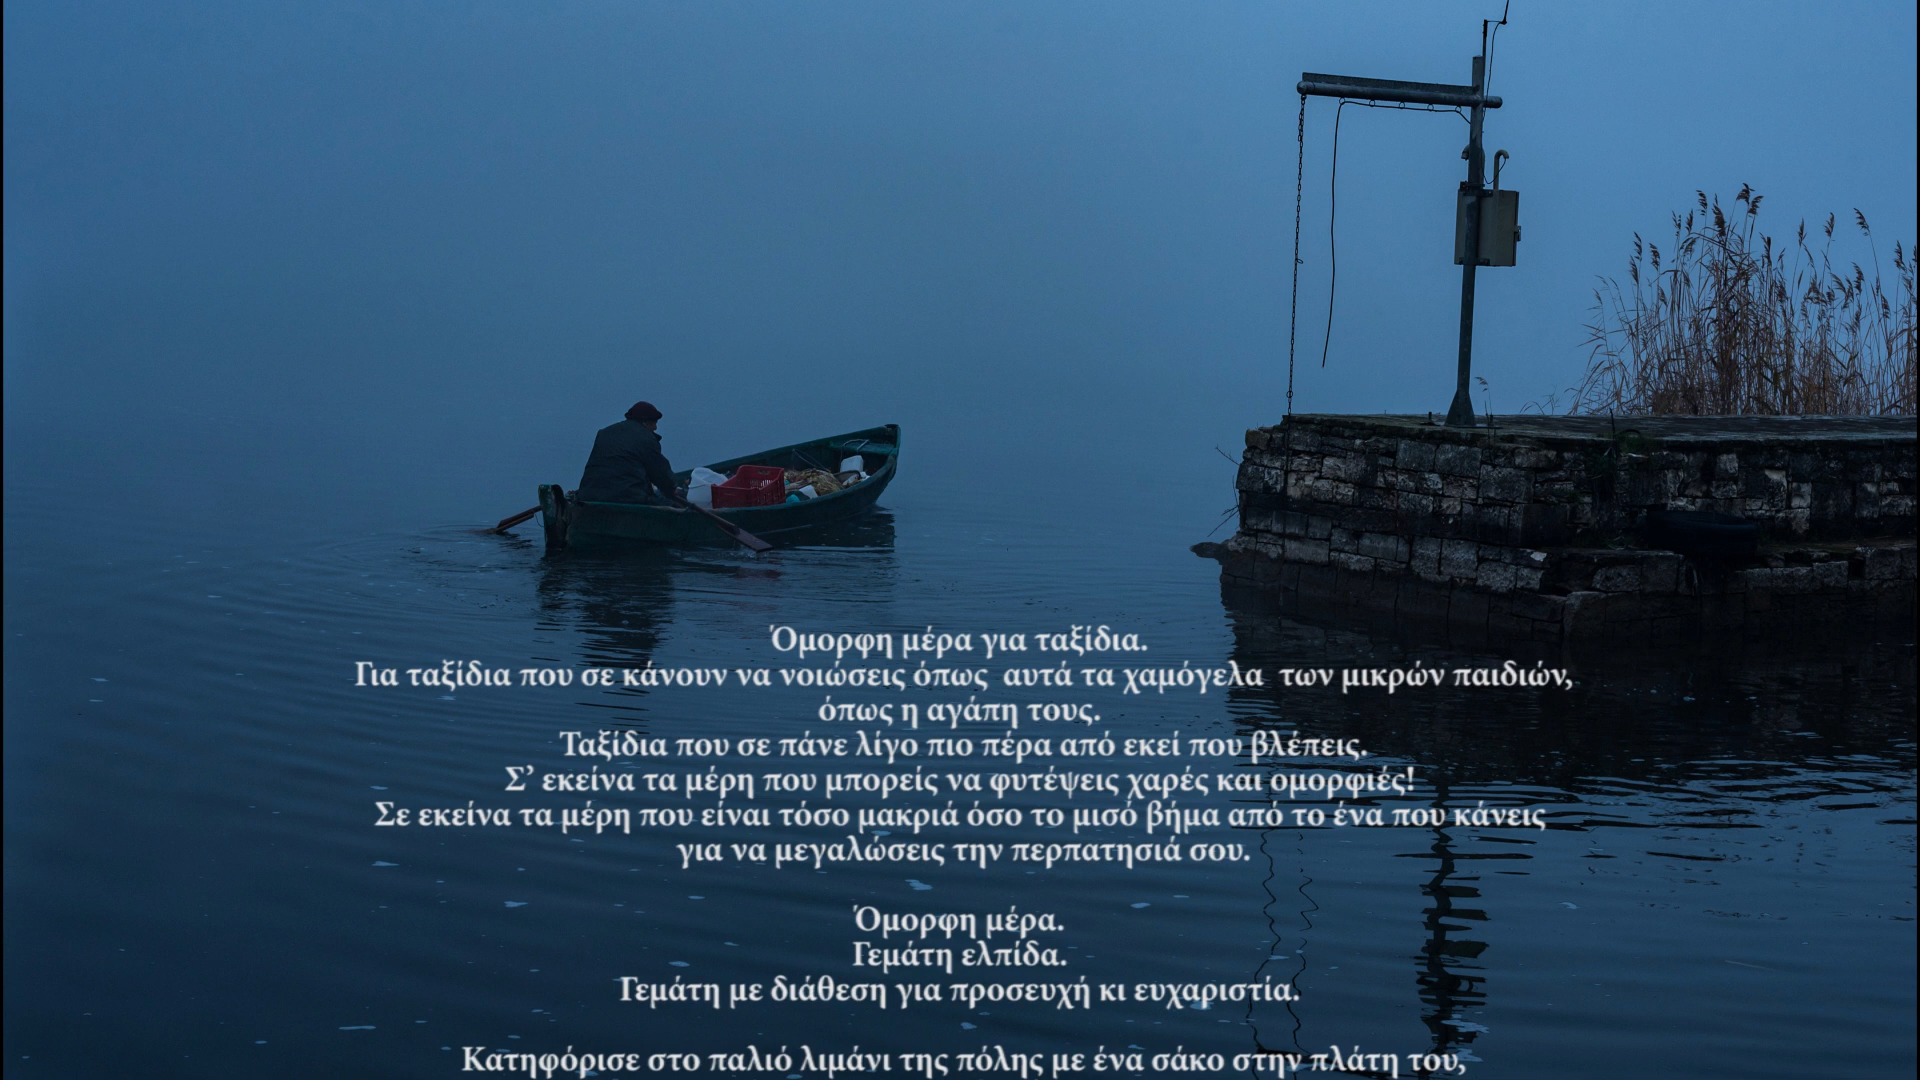 Όμορφη μέρα για ταξίδια.
Για ταξίδια που σε κάνουν να νοιώσεις όπως αυτά τα χαμόγελα των μικρών παιδιών,
όπως η αγάπη τους.
Ταξίδια που σε πάνε λίγο πιο πέρα από εκεί που βλέπεις.
Σ’ εκείνα τα μέρη που μπορείς να φυτέψεις χαρές και ομορφιές!
Σε εκείνα τα μέρη που είναι τόσο μακριά όσο το μισό βήμα από το ένα που κάνεις
για να μεγαλώσεις την περπατησιά σου.
Όμορφη μέρα.
Γεμάτη ελπίδα.
Γεμάτη με διάθεση για προσευχή κι ευχαριστία.
Κατηφόρισε στο παλιό λιμάνι της πόλης με ένα σάκο στην πλάτη του,